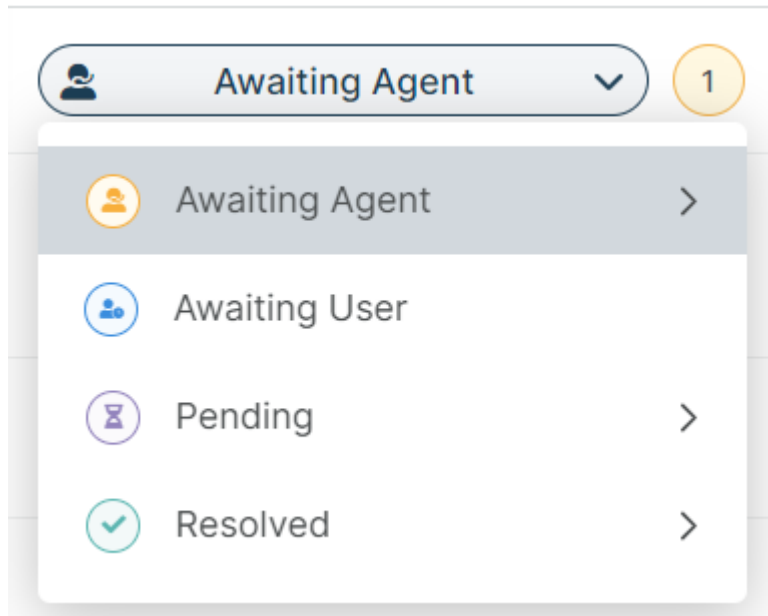 Awaiting Agent
1
Awaiting Agent
Awaiting User
Pending
Resolved